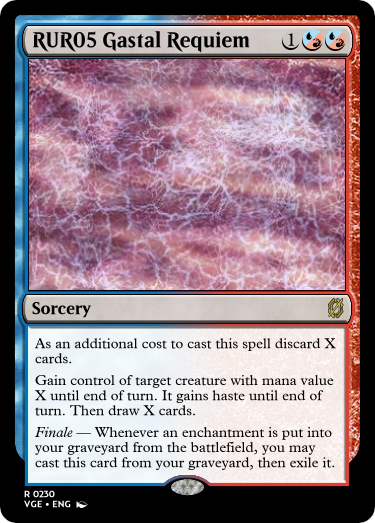 RUR05 Gastal Requiem 1
Sorcery
As an additional cost to cast this spell discard X
cards.
Gain control of target creature with mana value
X until end of turn. It gains haste until end of
turn. Then draw X cards.
Finale — Whenever an enchantment is put into
your graveyard from the battlefield, you may
cast this card from your graveyard, then exile it.
R 0230
VGE • ENG